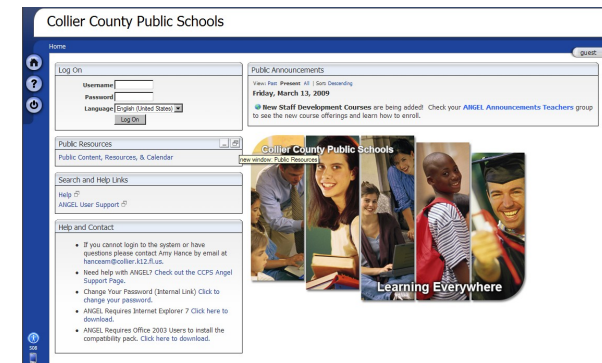 Collier County Public Schools
Home
guest
Log On
Username
Password
Language English (United States)
Log On
Public Resources
Public Content, Resources, & Calendar
new window: Public Resources
Search and Help Links
Help
ANGEL User Support
Help and Contact
If you cannot login to the system or have
questions please contact Amy Hance by email at
hanceam@collier.k12.fl.us.
Need help with ANGEL? Check out the CCPS Angel
Support Page.
Change Your Password (Internal Link) Click to
change your password.
ANGEL Requires Internet Explorer 7 Click here to
download.
ANGEL Requires Office 2003 Users to install the
compatibility pack. Click here to download.
Public Announcements
View: Past Present All | Sort: Descending
Friday, March 13, 2009
New Staff Development Courses are being added! Check your ANGEL Announcements Teachers group
to see the new course offerings and learn how to enroll.
Collier County Public Schools
Learning Everywhere